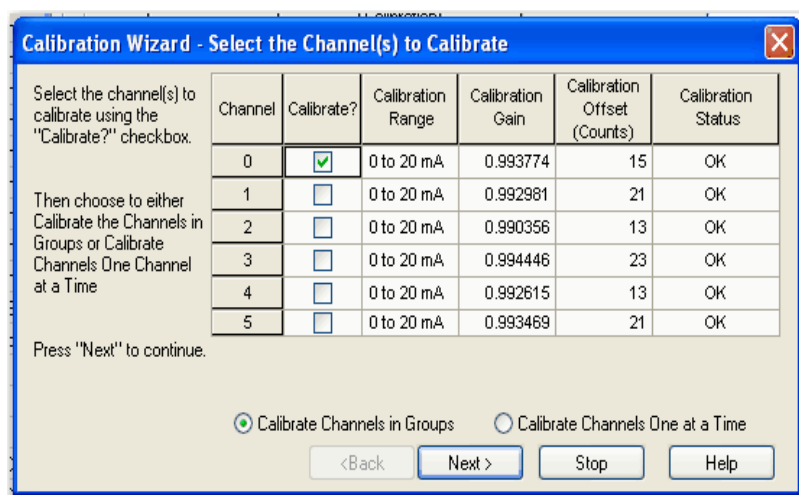 Calibration Wizard - Select the Channel(s) to Calibrate
Select the channel(s) to
calibrate using the
"Calibrate?" checkbox.
Then choose to either
Calibrate the Channels in
Groups or Calibrate
Channels One Channel
at a Time
Press "Next" to continue.
Channel Calibrate? Calibration Range Calibration Gain Calibration Offset (Counts) Calibration Status
0 0 to 20 mA 0.993774 15 OK
1 0 to 20 mA 0.992981 21 OK
2 0 to 20 mA 0.990356 13 OK
3 0 to 20 mA 0.994446 23 OK
4 0 to 20 mA 0.992615 13 OK
5 0 to 20 mA 0.993469 21 OK
Calibrate Channels in Groups Calibrate Channels One at a Time
<Back Next > Stop Help